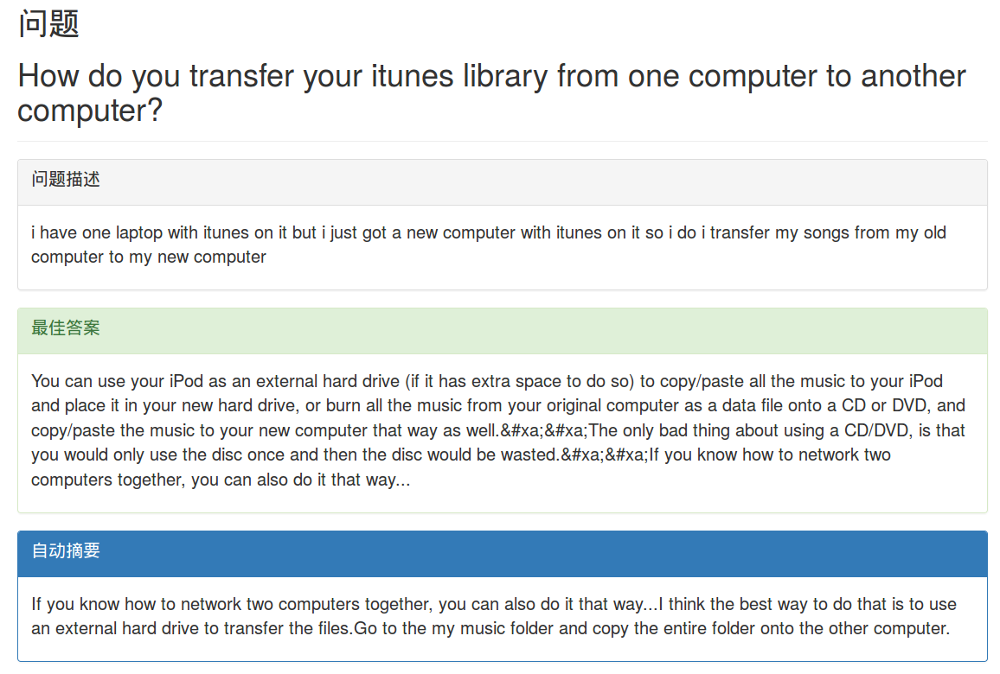 问题
How do you transfer your itunes library from one computer to another
computer?
问题描述
i have one laptop with itunes on it but i just got a new computer with itunes on it so i do i transfer my songs from my old
computer to my new computer
最佳答案
You can use your iPod as an external hard drive (if it has extra space to do so) to copy/paste all the music to your iPod
and place it in your new hard drive, or burn all the music from your original computer as a data file onto a CD or DVD, and
copy/paste the music to your new computer that way as well.&#xa;&#xa;The only bad thing about using a CD/DVD, is that
you would only use the disc once and then the disc would be wasted.&#xa;&#xa;If you know how to network two
computers together, you can also do it that way...
自动摘要
If you know how to network two computers together, you can also do it that way...I think the best way to do that is to use
an external hard drive to transfer the files.Go to the my music folder and copy the entire folder onto the other computer.